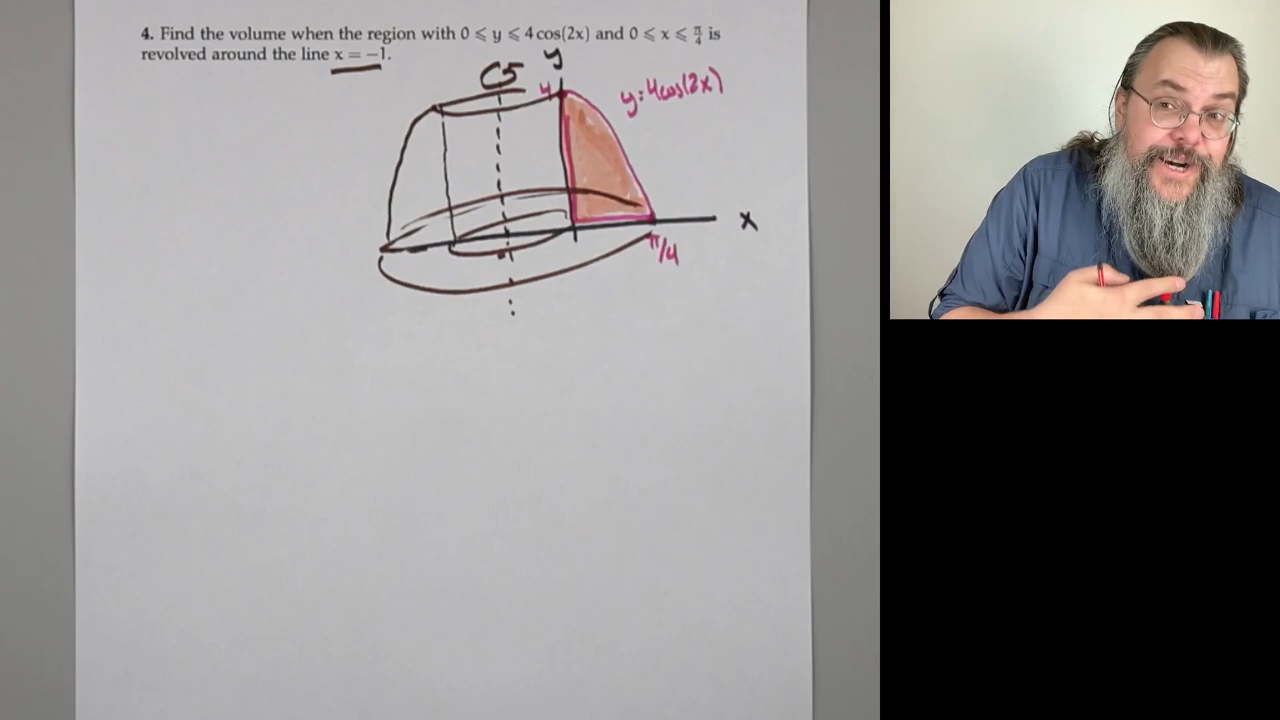 4. Find the volume when the region with 0 ⩽ y ⩽ 4 cos(2x) and 0 ⩽ x ⩽ π/4 is
revolved around the line x = −1.
y
4
y=4cos(2x)
x
π/4